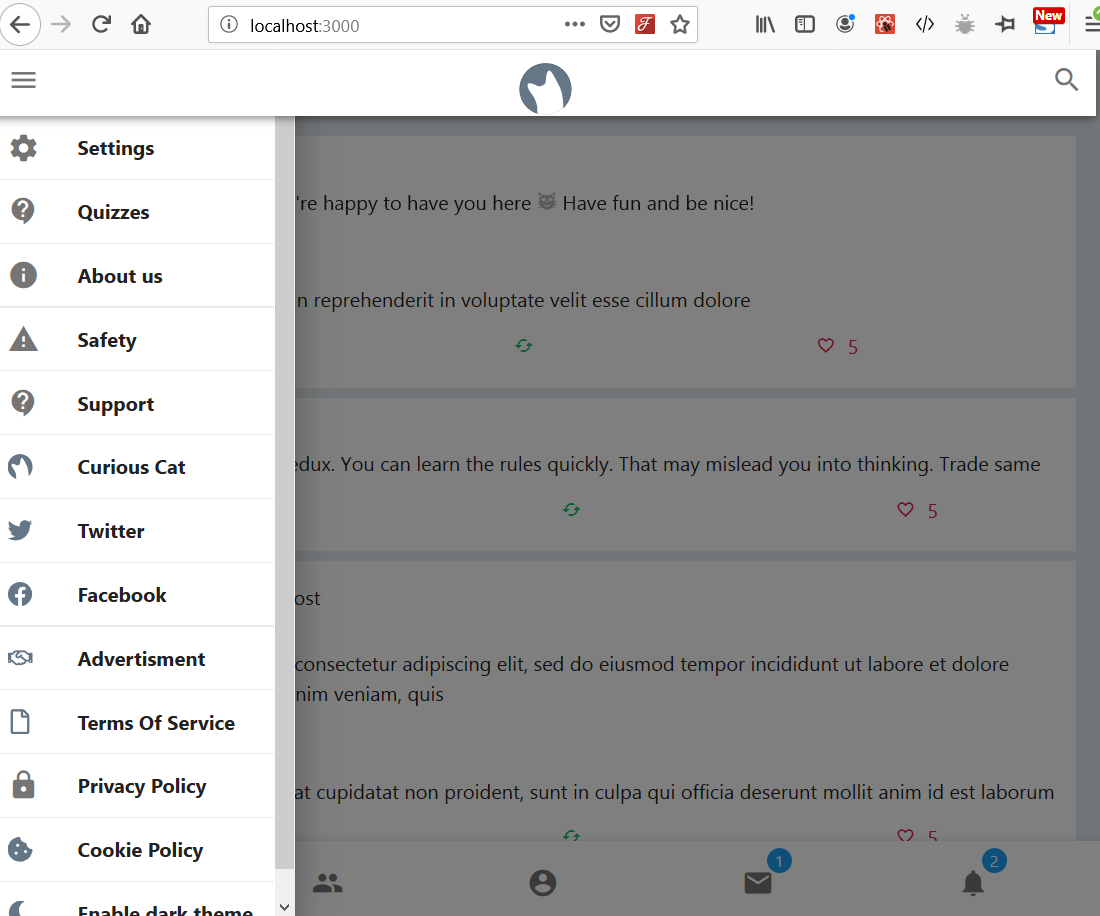 localhost:3000
New
Settings
're happy to have you here 😺 Have fun and be nice!
Quizzes
About us
in reprehenderit in voluptate velit esse cillum dolore
Safety
5
Support
Curious Cat
edux. You can learn the rules quickly. That may mislead you into thinking. Trade same
5
Twitter
Facebook
ost
Advertisment
consectetur adipiscing elit, sed do eiusmod tempor incididunt ut labore et dolore
nim veniam, quis
Terms Of Service
Privacy Policy
at cupidatat non proident, sunt in culpa qui officia deserunt mollit anim id est laborum
5
Cookie Policy
1
2
Enable dark theme